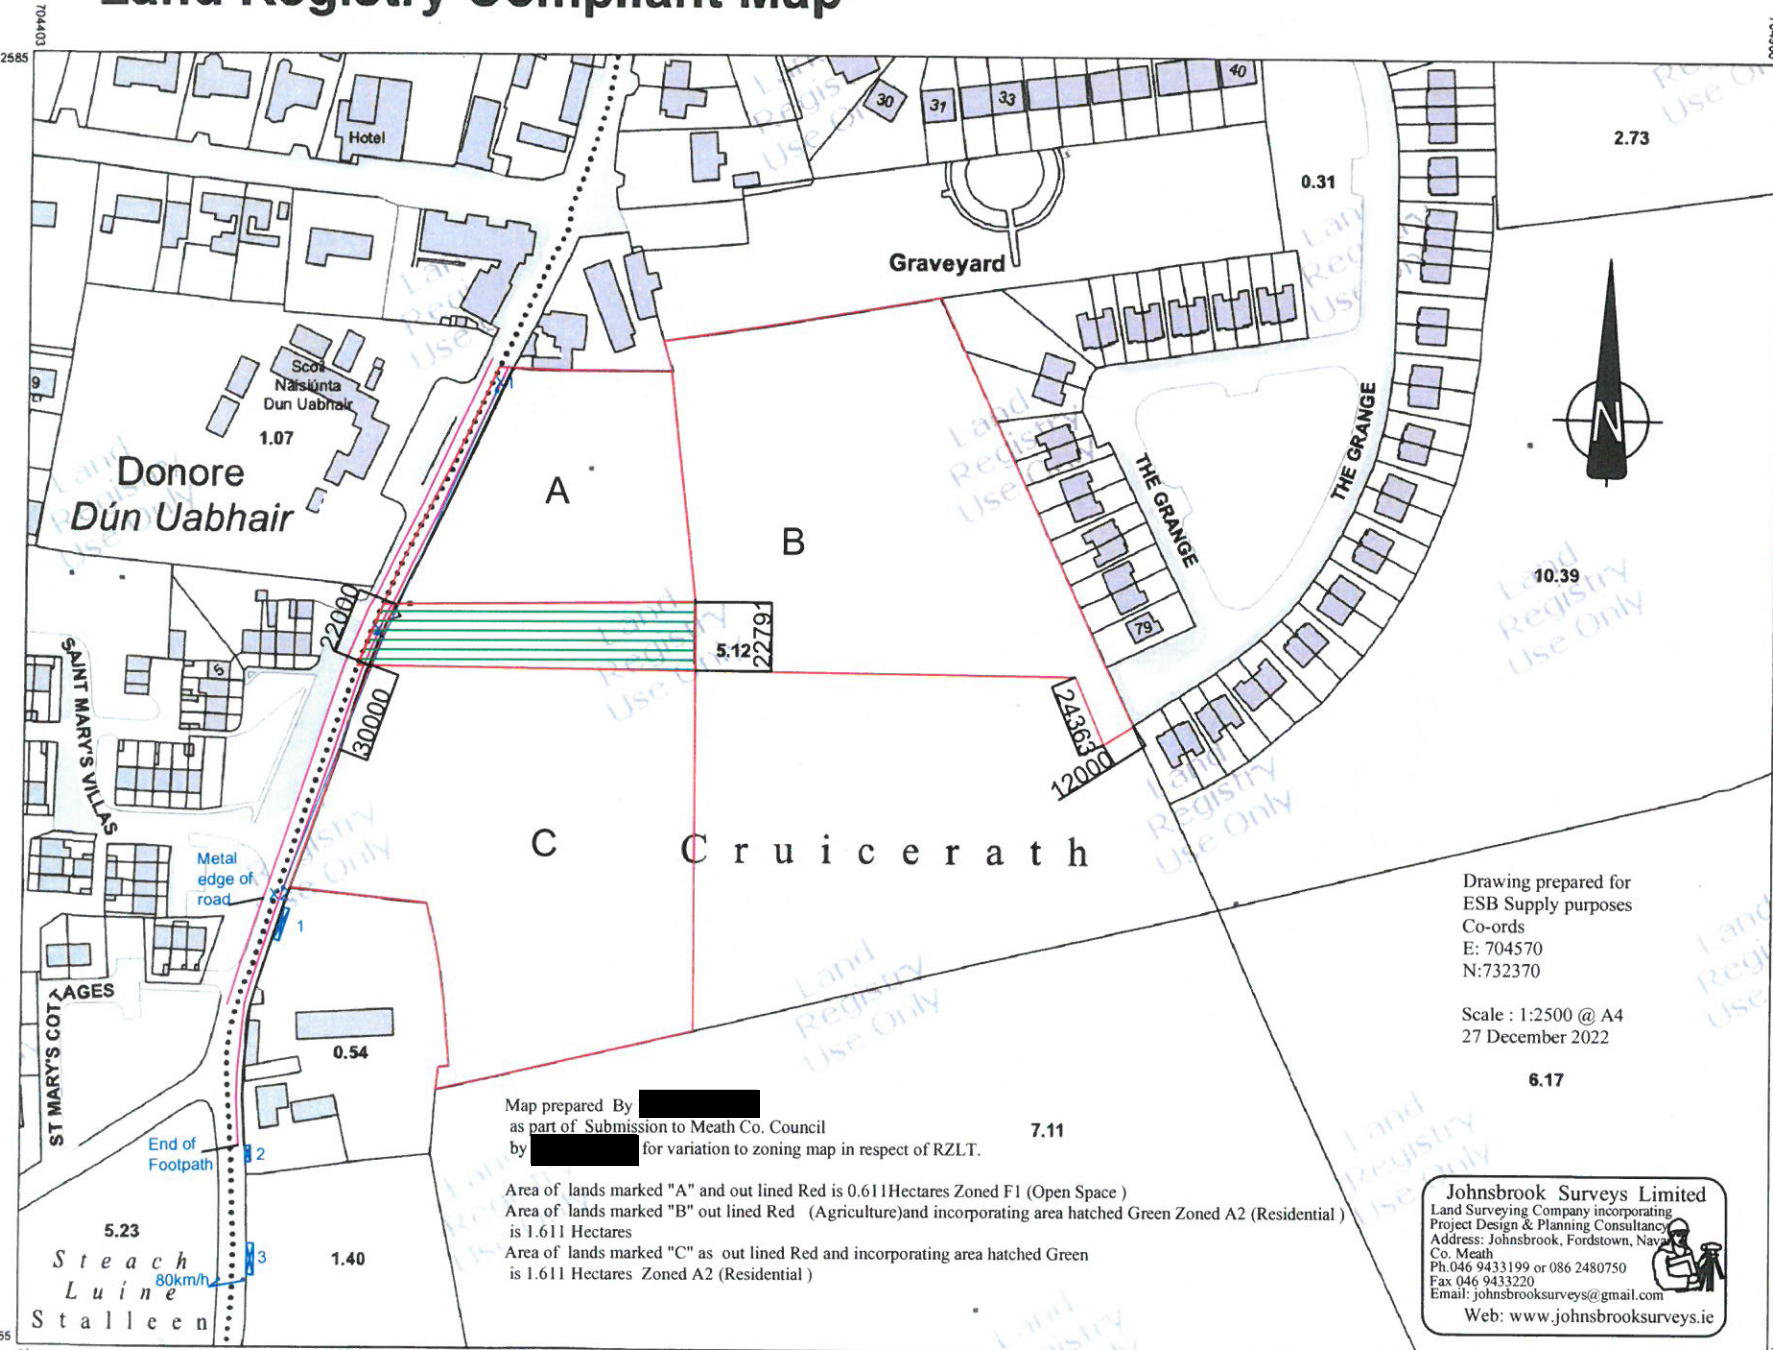 Land Registry Compliant Map
704403
2585
Hotel
30
31
33
40
2.73
0.31
Graveyard
9
Scoil
Náisiúnta
Dun Uabhair
1.07
Donore
Dún Uabhair
1
A
B
THE GRANGE
THE GRANGE
N
10.39
22000
5.12
22791
79
5
SAINT MARY'S VILLAS
30000
24363
12000
C
Cruicerath
Metal
edge of
road
1
Drawing prepared for
ESB Supply purposes
Co-ords
E: 704570
N:732370
Scale : 1:2500 @ A4
27 December 2022
6.17
ST MARY'S COTTAGES
0.54
End of
Footpath
2
Map prepared By
as part of Submission to Meath Co. Council
by for variation to zoning map in respect of RZLT.
7.11
Area of lands marked "A" and out lined Red is 0.611Hectares Zoned F1 (Open Space )
Area of lands marked "B" out lined Red (Agriculture)and incorporating area hatched Green Zoned A2 (Residential )
is 1.611 Hectares
Area of lands marked "C" as out lined Red and incorporating area hatched Green
is 1.611 Hectares Zoned A2 (Residential )
5.23
Steach
Luíne
Stalleen
80km/h
3
1.40
Johnsbrook Surveys Limited
Land Surveying Company incorporating
Project Design & Planning Consultancy
Address: Johnsbrook, Fordstown, Nava
Co. Meath
Ph.046 9433199 or 086 2480750
Fax 046 9433220
Email: johnsbrooksurveys@gmail.com
Web: www.johnsbrooksurveys.ie
Land
Registry
Use Only